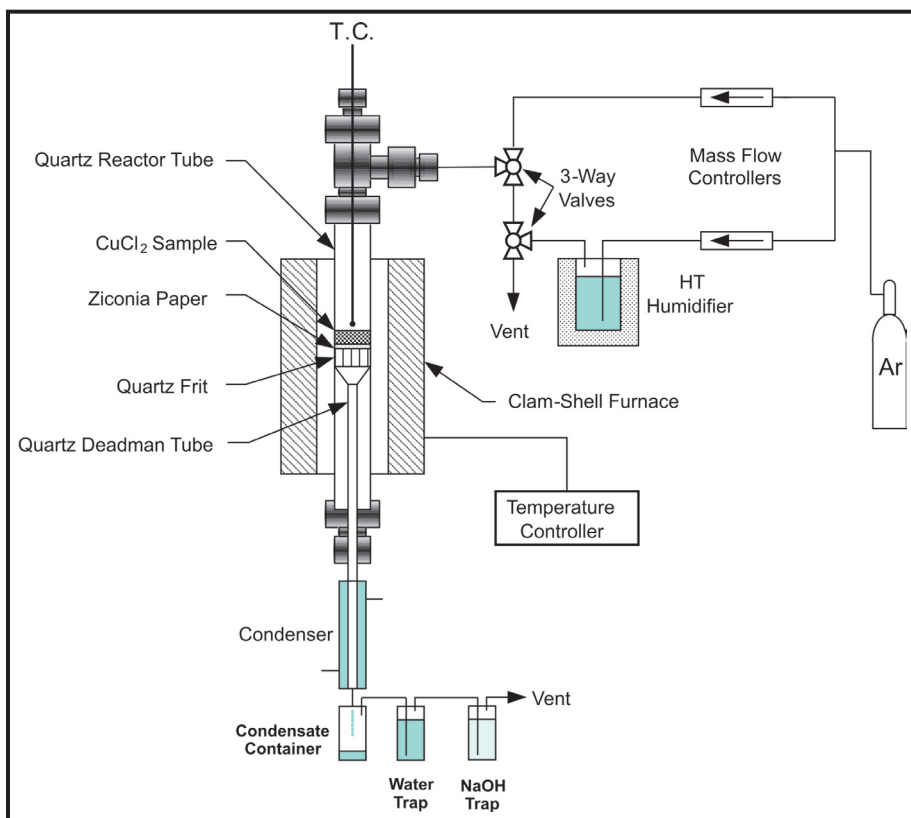 T.C.
Quartz Reactor Tube
CuCl₂ Sample
Ziconia Paper
Quartz Frit
Quartz Deadman Tube
3-Way
Valves
Mass Flow
Controllers
HT
Humidifier
Vent
Ar
Clam-Shell Furnace
Temperature
Controller
Condenser
Vent
Condensate
Container
Water
Trap
NaOH
Trap